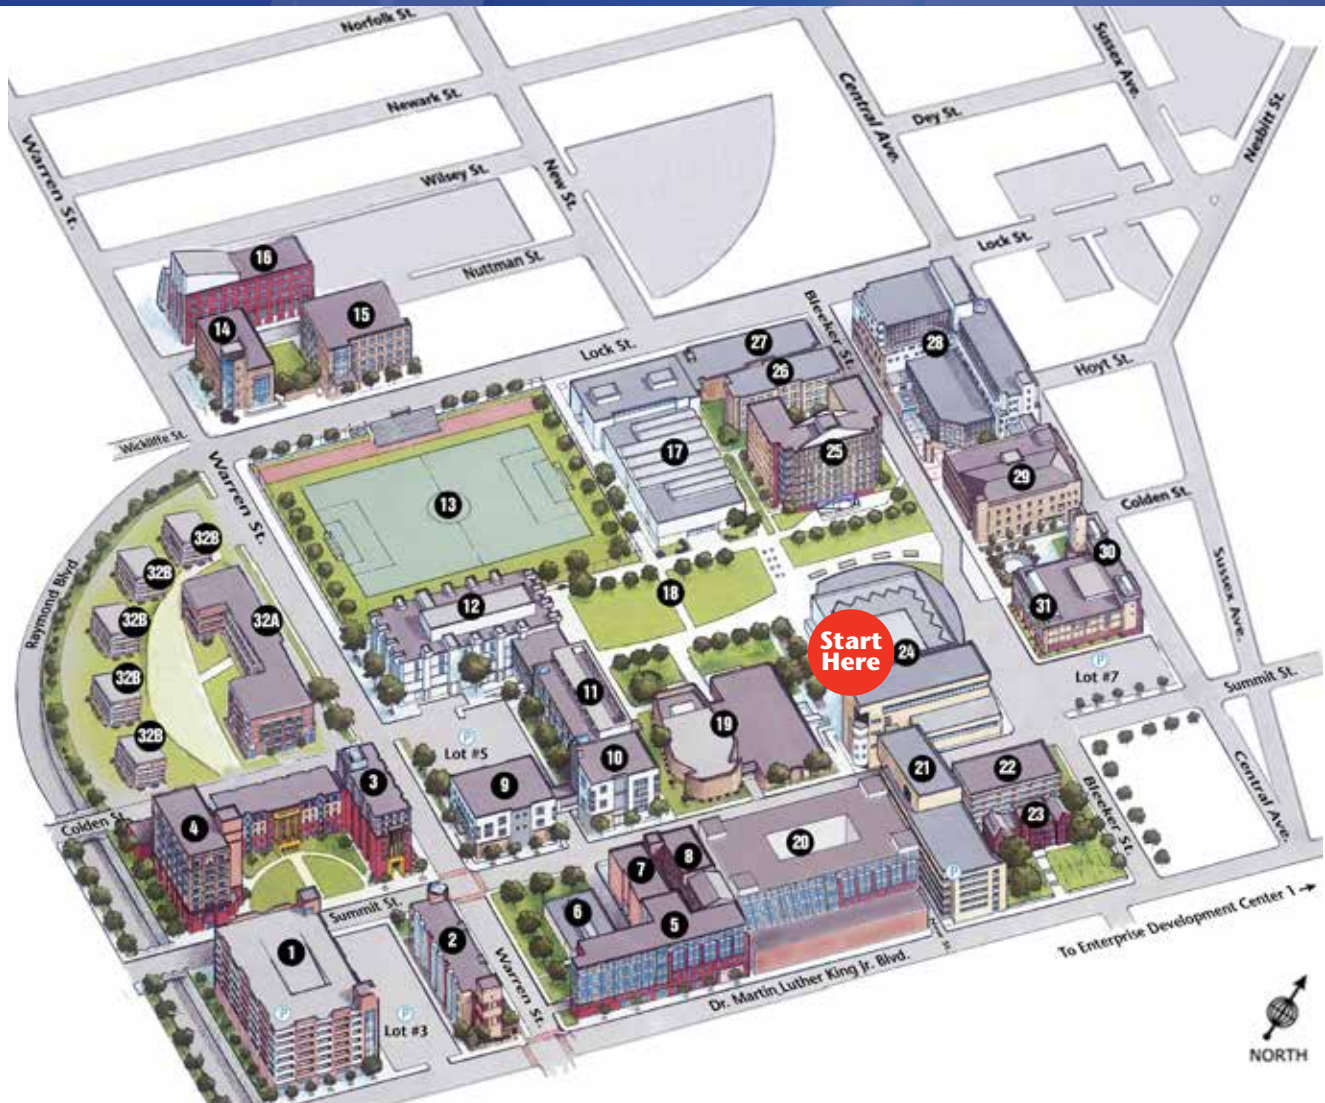 Norfolk St.
Sussex Ave.
Newark St.
Central Ave.
Dey St.
Nesbitt St.
Warren St.
Wilsey St.
New St.
Lock St.
16
Nuttman St.
15
14
Bleeker St.
27
28
Lock St.
26
Hoyt St.
Wickliffe St.
17
25
Warren St.
29
13
Colden St.
32B
30
32B
Raymond Blvd
12
18
31
Sussex Ave.
32B
32A
Start
Here
24
P
Lot #7
Summit St.
32B
11
19
32B
P
Lot #5
10
9
3
21
22
Bleeker St.
Central Ave.
Colden St.
4
23
20
8
7
P
Summit St.
6
5
Enterprise Development Center 1 →
To
2
1
Warren St.
St.
Dr. Martin Luther King Jr. Blvd.
P
P
Lot #3
NORTH